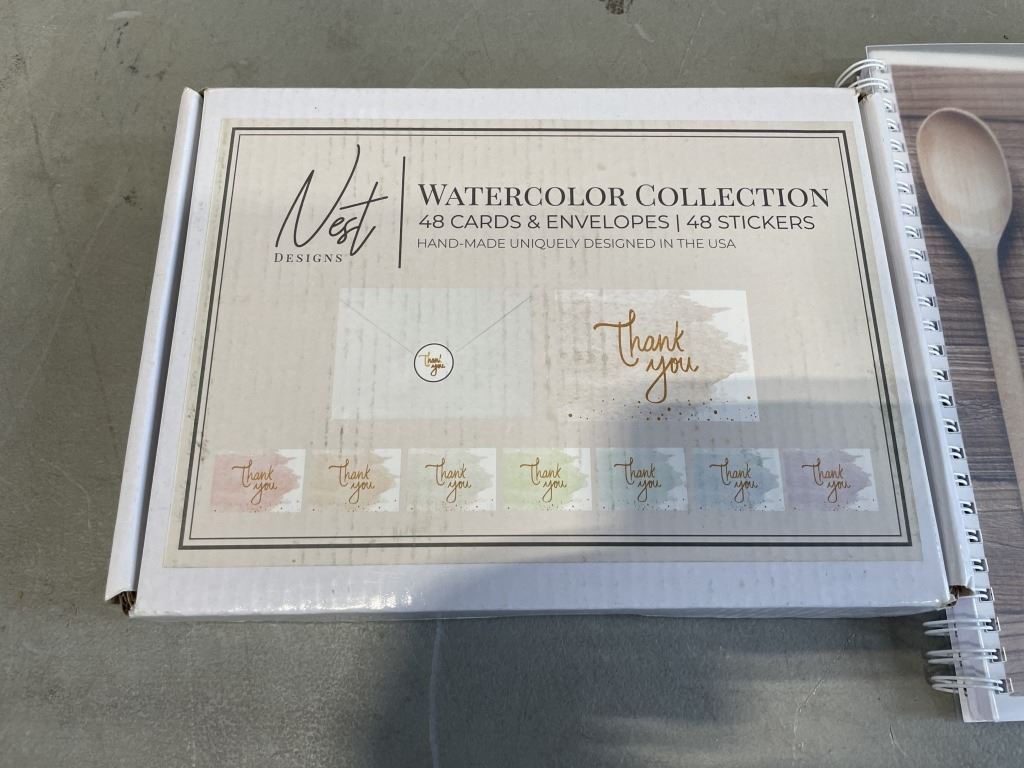 Nest
DESIGNS
WATERCOLOR COLLECTION
48 CARDS & ENVELOPES | 48 STICKERS
HAND-MADE UNIQUELY DESIGNED IN THE USA
Thank
you
Thank
you
Thank
you
Thank
you
Thank
you
Thank
you
Thank
you
Thank
you
Thank
you